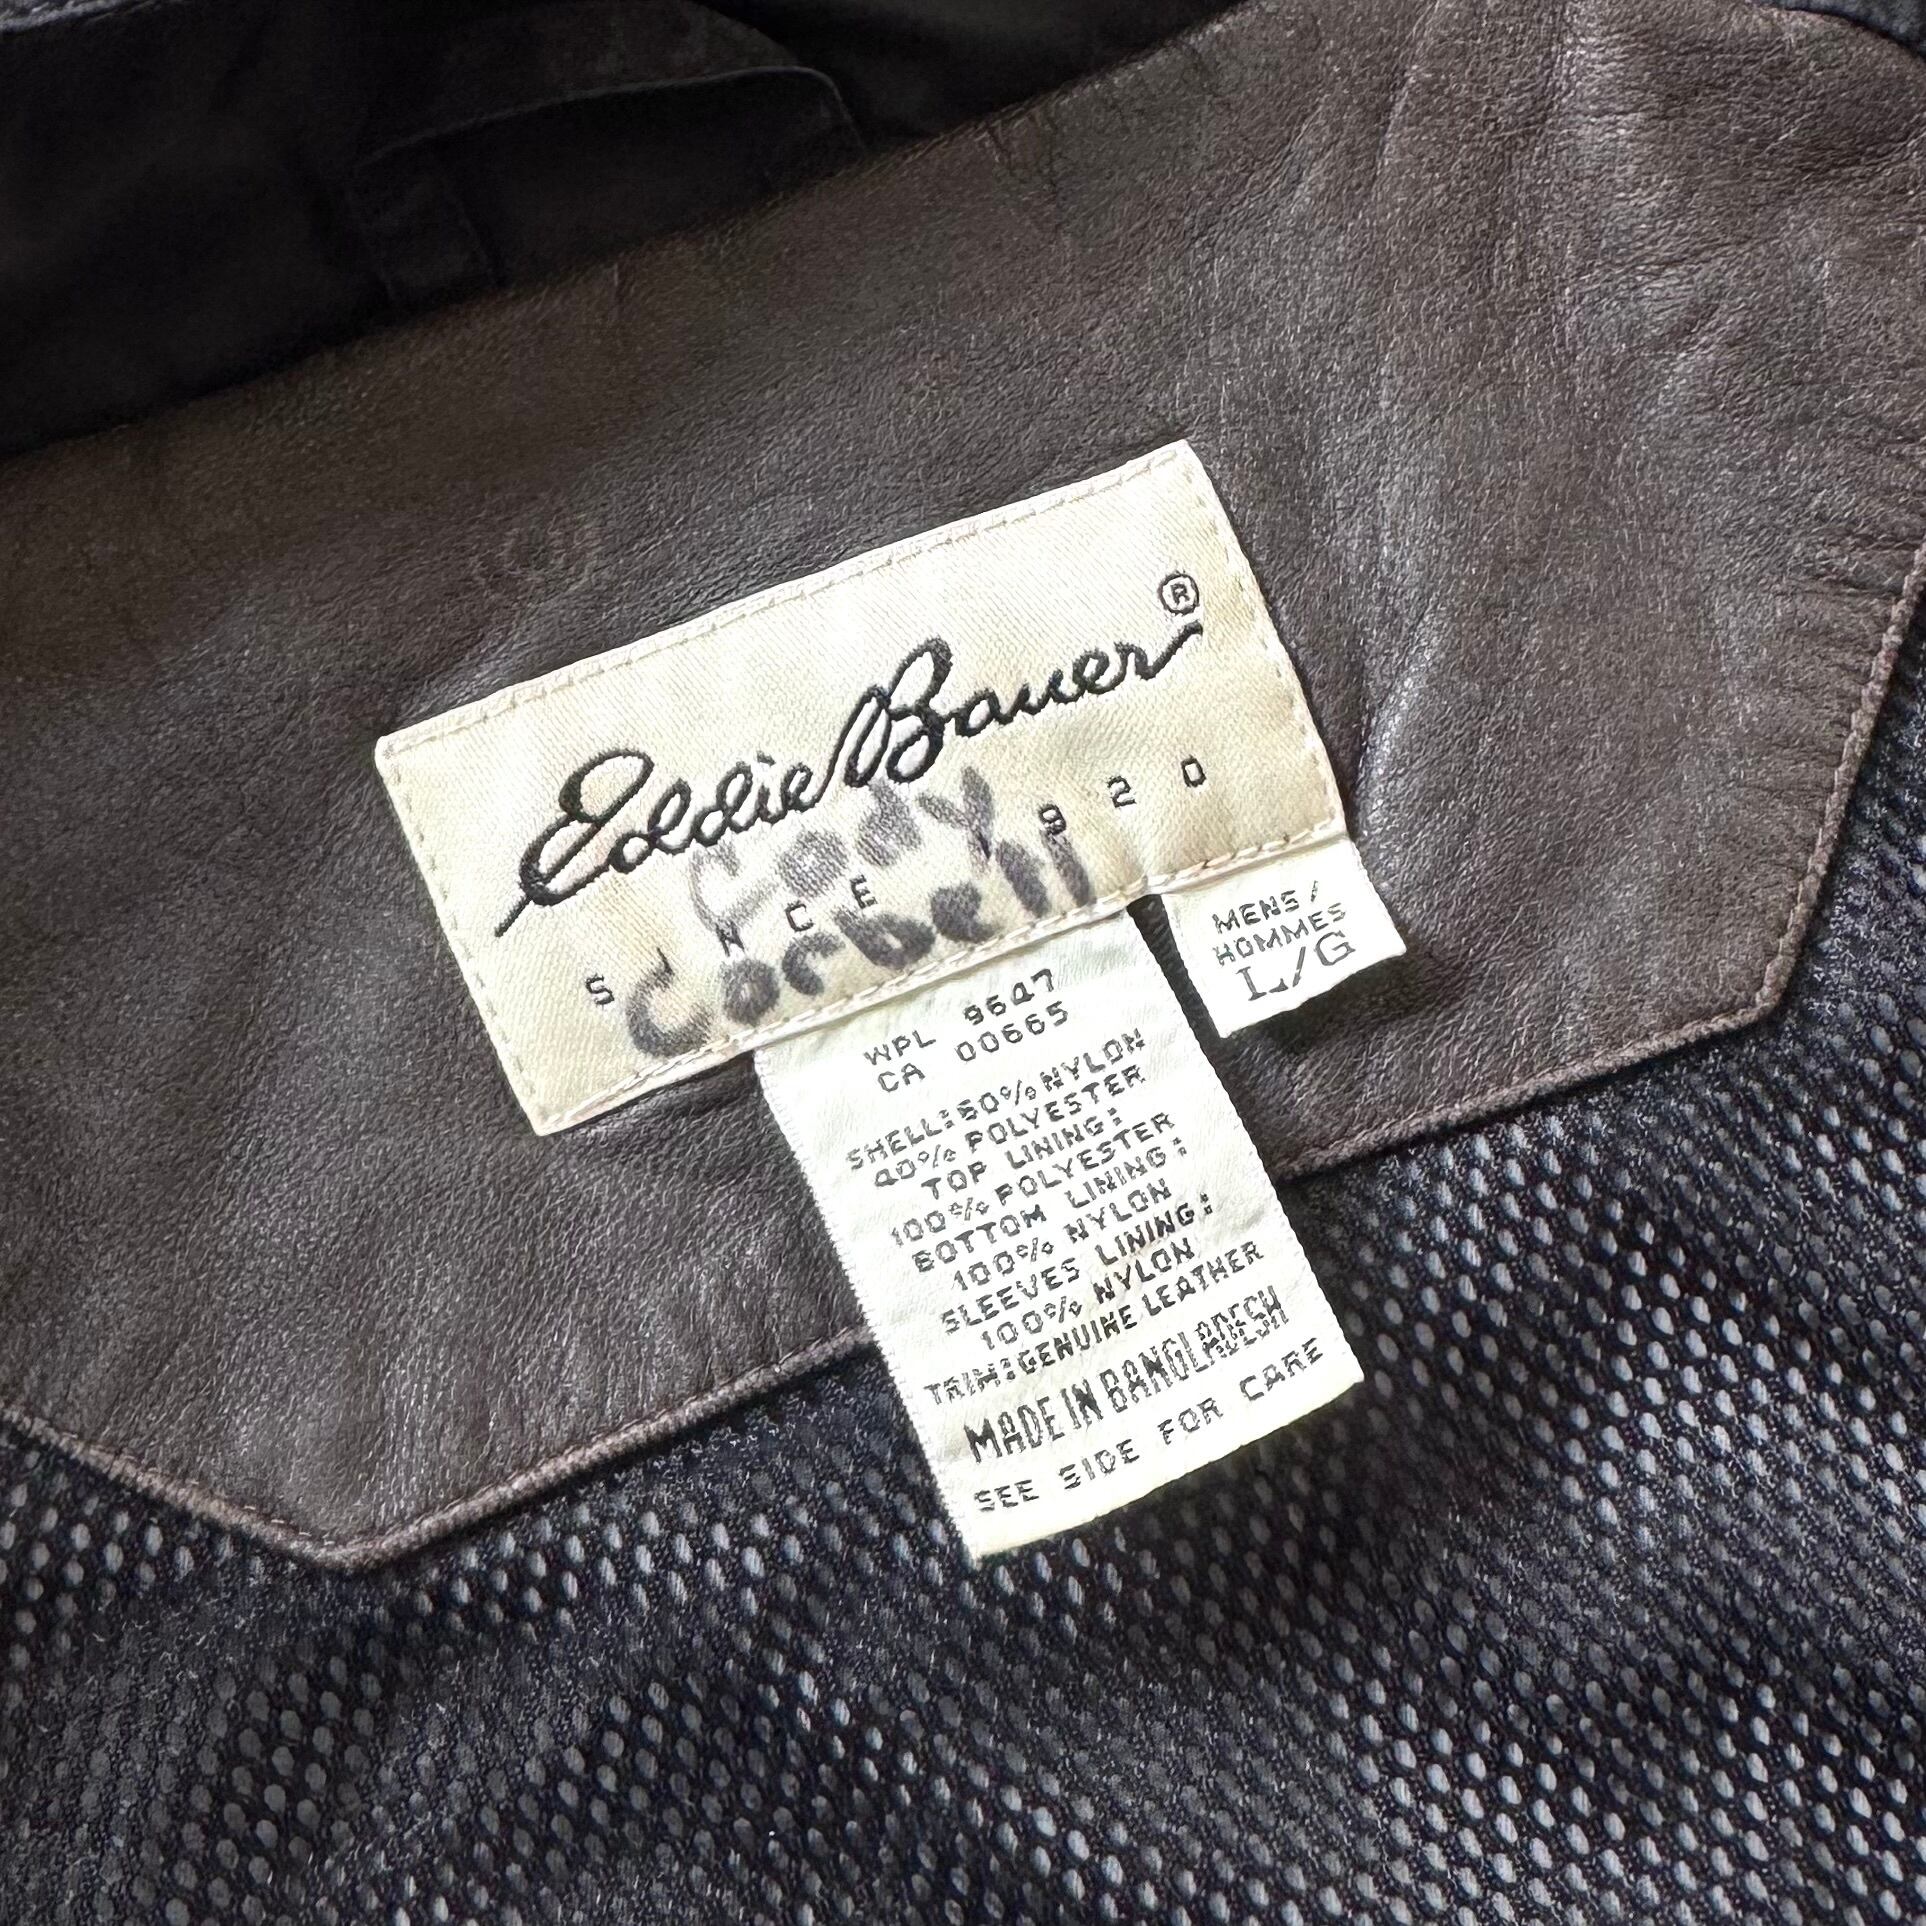 Eddie Bauer®
SINCE 1920
Cody
Corbell
MENS/
HOMMES
L/G
WPL 9647
CA 00665
SHELL: 60% NYLON
40% POLYESTER
TOP LINING:
100% POLYESTER
BOTTOM LINING:
100% NYLON
SLEEVES LINING:
100% NYLON
TRIM: GENUINE LEATHER
MADE IN BANGLADESH
SEE SIDE FOR CARE